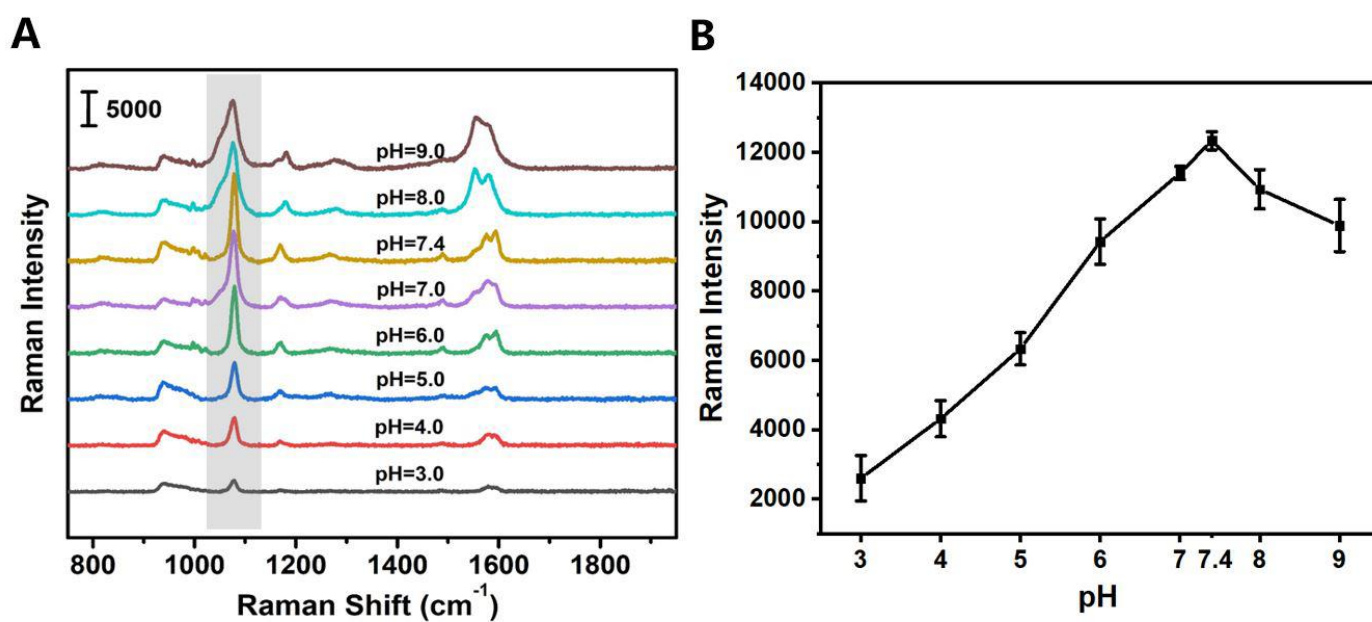 A
5000
pH=9.0
pH=8.0
pH=7.4
pH=7.0
pH=6.0
pH=5.0
pH=4.0
pH=3.0
Raman Intensity
800 1000 1200 1400 1600 1800
Raman Shift (cm⁻¹)
B
14000
12000
10000
8000
6000
4000
2000
Raman Intensity
3 4 5 6 7 7.4 8 9
pH